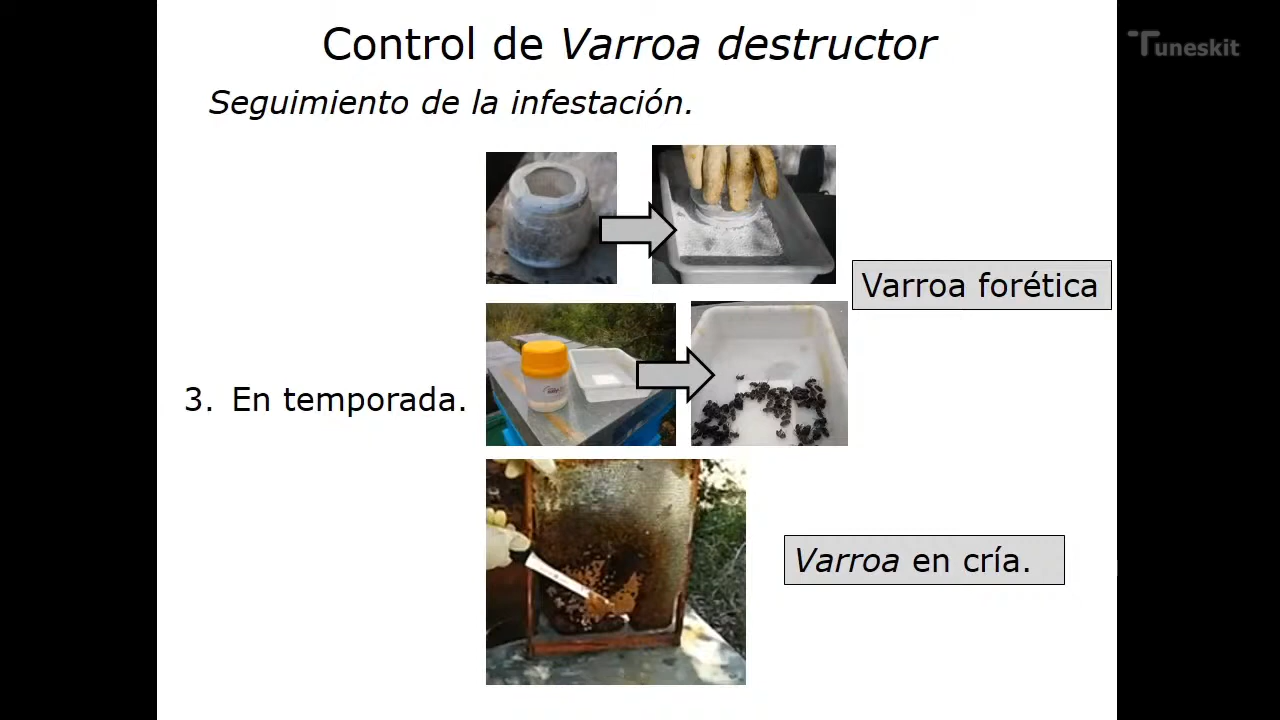 Control de Varroa destructor
Tuneskit
Seguimiento de la infestación.
Varroa forética
3. En temporada.
Varroa en cría.